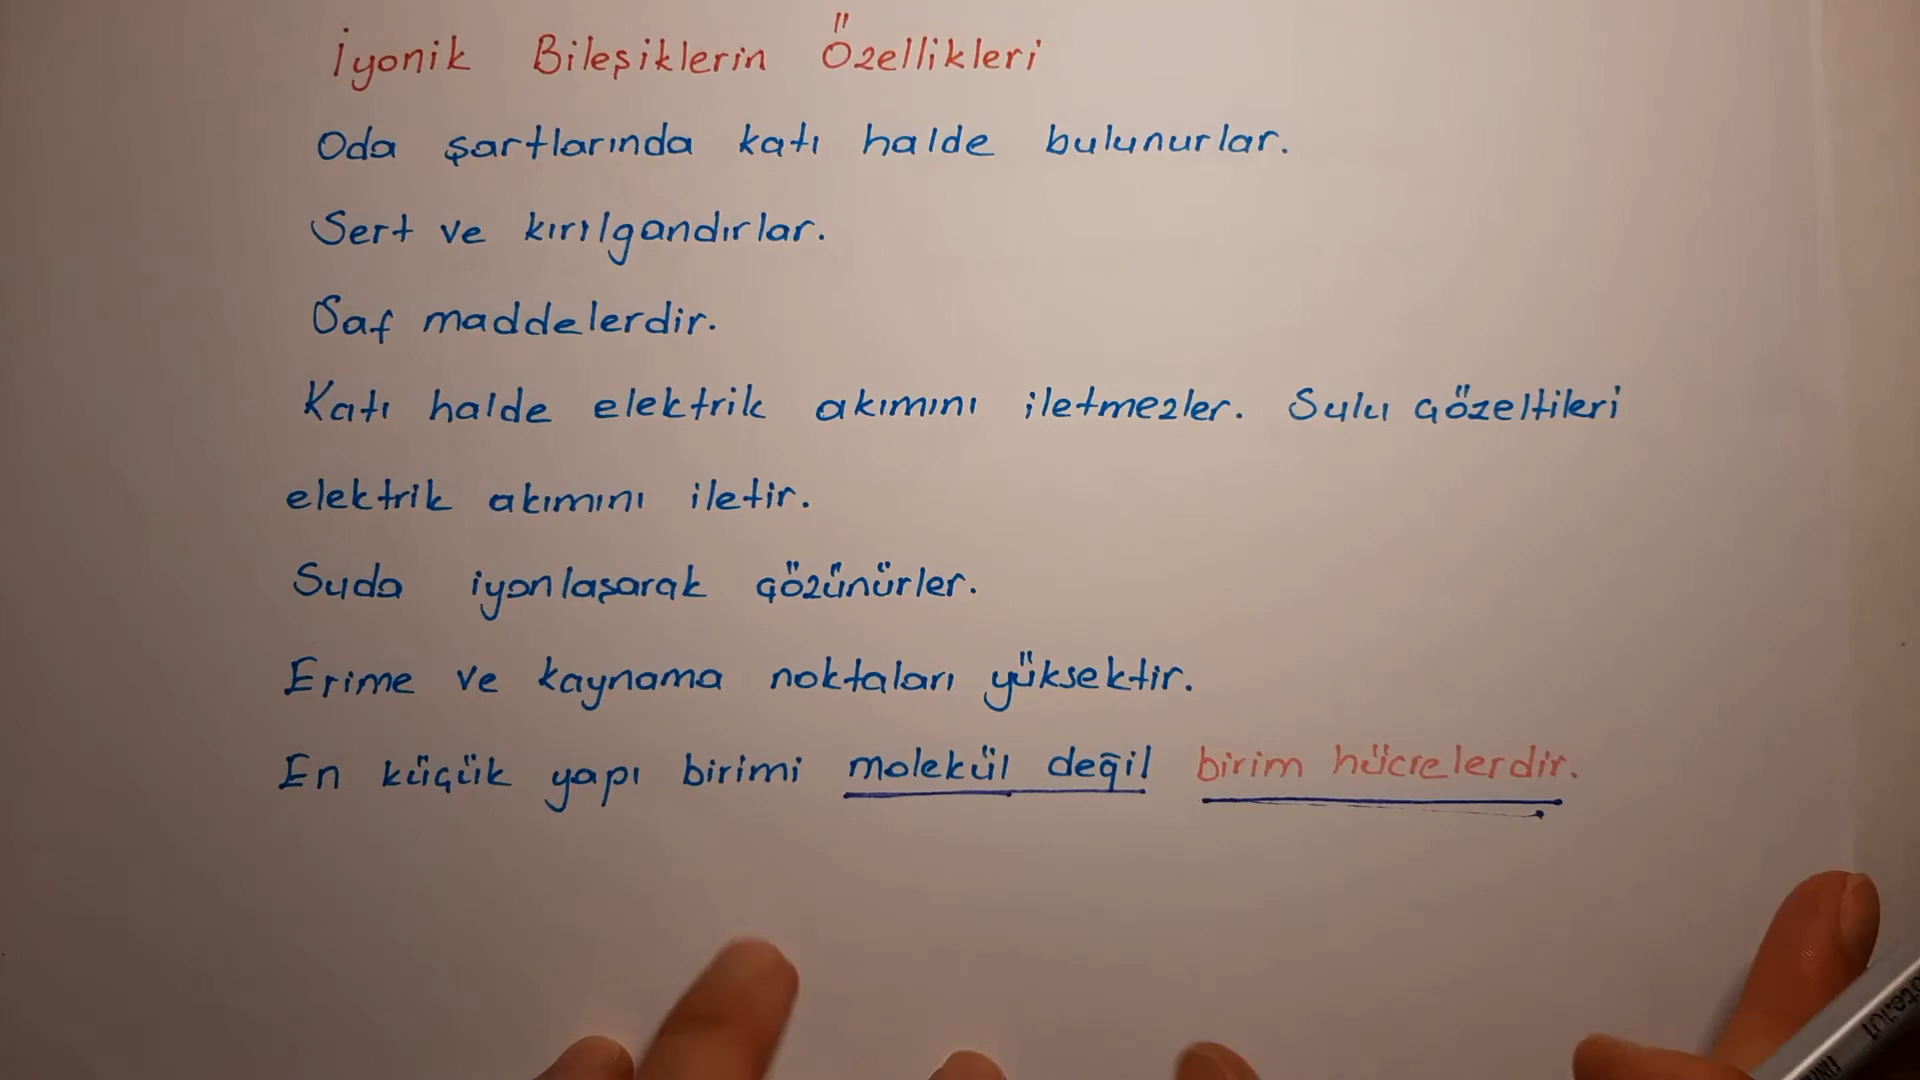 İyonik Bileşiklerin Özellikleri
Oda şartlarında katı halde bulunurlar.
Sert ve kırılgandırlar.
Saf maddelerdir.
Katı halde elektrik akımını iletmezler. Sulu çözeltileri
elektrik akımını iletir.
Suda iyonlaşarak çözünürler.
Erime ve kaynama noktaları yüksektir.
En küçük yapı birimi molekül değil birim hücrelerdir.